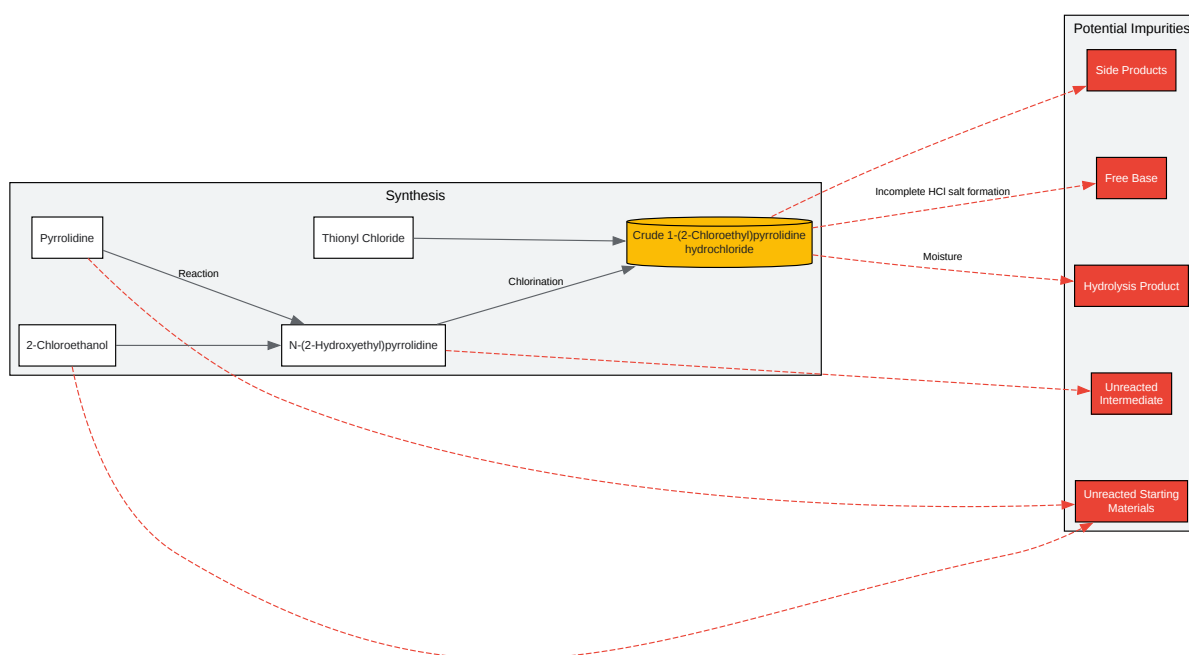 Potential Impurities
Side Products
Incomplete HCl salt formation
Free Base
Synthesis
Pyrrolidine
Thionyl Chloride
Crude 1-(2-Chloroethyl)pyrrolidine
hydrochloride
Moisture
Hydrolysis Product
Reaction
Chlorination
2-Chloroethanol
N-(2-Hydroxyethyl)pyrrolidine
Unreacted
Intermediate
Unreacted Starting
Materials